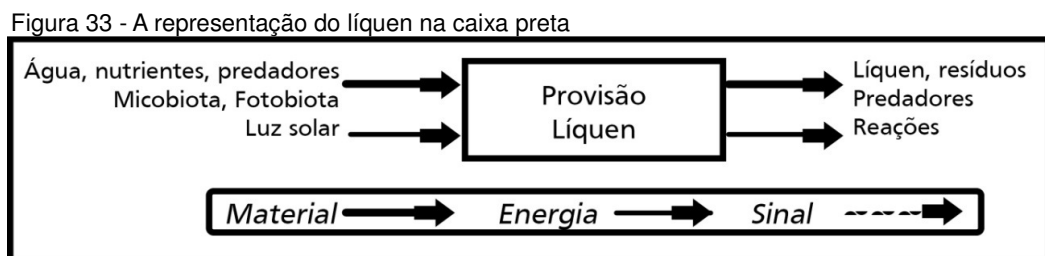 Figura 33 - A representação do líquen na caixa preta
Água, nutrientes, predadores
Micobiota, Fotobiota
Luz solar
Provisão
Líquen
Líquen, resíduos
Predadores
Reações
Material
Energia
Sinal